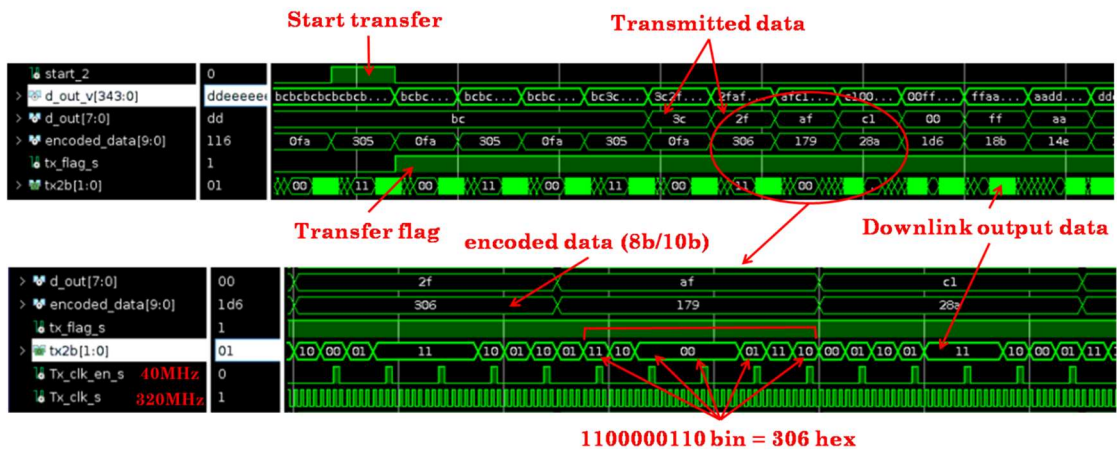 Start transfer
Transmitted data
start_2 0
d_out_v[343:0] ddeeeeee bcbcbcbcbcbcb... bcbc... bcbc... bcbc... bc3c... 3c2f... 2faf... afc1... c100... 00ff... ffaa... aadd...
d_out[7:0] dd bc 3c 2f af c1 00 ff aa
encoded_data[9:0] 116 0fa 305 0fa 305 0fa 305 0fa 306 179 28a 1d6 18b 14e
tx_flag_s 1
tx2b[1:0] 01 00 11 00 11 00 11 00 11 00
Transfer flag
encoded data (8b/10b)
Downlink output data
d_out[7:0] 00 2f af c1
encoded_data[9:0] 1d6 306 179 28a
tx_flag_s 1
tx2b[1:0] 01 10 00 01 11 10 01 10 01 11 10 00 01 11 10 00 01 10 01 11 10 01 10 01
Tx_clk_en_s 40MHz 0
Tx_clk_s 320MHz 1
1100000110 bin = 306 hex